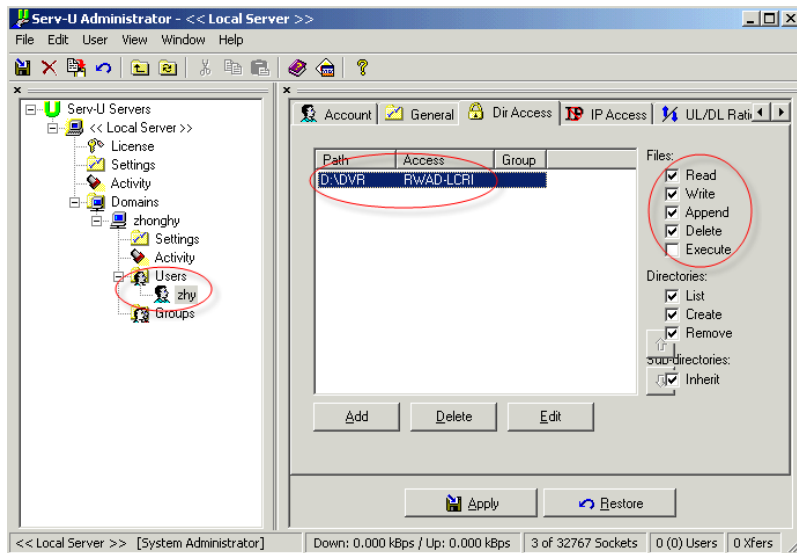 Serv-U Administrator - << Local Server >>
File Edit User View Window Help
Serv-U Servers
<< Local Server >>
License
Settings
Activity
Domains
zhonghy
Settings
Activity
Users
zhy
Groups
Account General Dir Access IP Access UL/DL Rati
Path Access Group
D:\DVR RWAD-LCRI
Files:
Read
Write
Append
Delete
Execute
Directories:
List
Create
Remove
Sub-directories:
Inherit
Add Delete Edit
Apply Restore
<< Local Server >> [System Administrator] Down: 0.000 kBps / Up: 0.000 kBps 3 of 32767 Sockets 0 (0) Users 0 Xfers